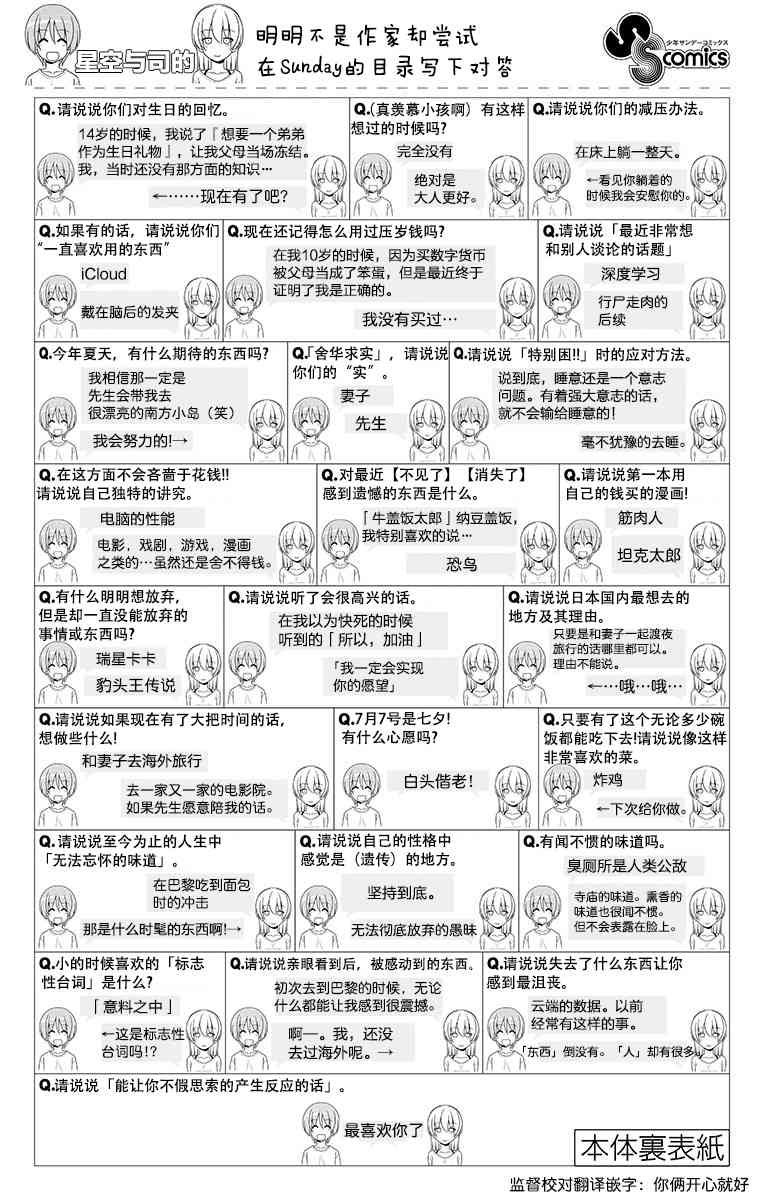 星空与司的
明明不是作家却尝试
在Sunday的目录写下对答
少年サンデーコミックス
SS comics
Q.请说说你们对生日的回忆。
14岁的时候，我说了『想要一个弟弟
作为生日礼物』，让我父母当场冻结。
我，当时还没有那方面的知识…
←……现在有了吧？
Q.（真羡慕小孩啊）有这样
想过的时候吗？
完全没有
绝对是
大人更好。
Q.请说说你们的减压办法。
在床上躺一整天。
←看见你躺着的
时候我会安慰你的。
Q.如果有的话，请说说你们
“一直喜欢用的东西”
iCloud
戴在脑后的发夹
Q.现在还记得怎么用过压岁钱吗？
在我10岁的时候，因为买数字货币
被父母当成了笨蛋，但是最近终于
证明了我是正确的。
我没有买过…
Q.请说说「最近非常想
和别人谈论的话题」
深度学习
行尸走肉的
后续
Q.今年夏天，有什么期待的东西吗？
我相信那一定是
先生会带我去
很漂亮的南方小岛（笑）
我会努力的!→
Q.「舍华求实」，请说说
你们的“实”。
妻子
先生
Q.请说说「特别困!!」时的应对方法。
说到底，睡意还是一个意志
问题。有着强大意志的话，
就不会输给睡意的!
毫不犹豫的去睡。
Q.在这方面不会吝啬于花钱!!
请说说自己独特的讲究。
电脑的性能
电影，戏剧，游戏，漫画
之类的…虽然还是舍不得钱。
Q.对最近【不见了】【消失了】
感到遗憾的东西是什么。
「牛盖饭太郎」纳豆盖饭，
我特别喜欢的说…
恐鸟
Q.请说说第一本用
自己的钱买的漫画!
筋肉人
坦克太郎
Q.有什么明明想放弃，
但是却一直没能放弃的
事情或东西吗？
瑞星卡卡
豹头王传说
Q.请说说听了会很高兴的话。
在我以为快死的时候
听到的「所以，加油」
「我一定会实现
你的愿望」
Q.请说说日本国内最想去的
地方及其理由。
只要是和妻子一起渡夜
旅行的话哪里都可以。
理由不能说。
←…哦…哦…
Q.请说说如果现在有了大把时间的话，
想做些什么!
和妻子去海外旅行
去一家又一家的电影院。
如果先生愿意陪我的话。
Q.7月7号是七夕!
有什么心愿吗？
白头偕老!
Q.只要有了这个无论多少碗
饭都能吃下去!请说说像这样
非常喜欢的菜。
炸鸡
←下次给你做。
Q.请说说至今为止的人生中
「无法忘怀的味道」。
在巴黎吃到面包
时的冲击
那是什么时髦的东西啊!→
Q.请说说自己的性格中
感觉是（遗传）的地方。
坚持到底。
无法彻底放弃的愚昧
Q.有闻不惯的味道吗。
臭厕所是人类公敌
寺庙的味道。熏香的
味道也很闻不惯。
但不会表露在脸上。
Q.小的时候喜欢的「标志
性台词」是什么？
「意料之中」
←这是标志性
台词吗!？
Q.请说说亲眼看到后，被感动到的东西。
初次去到巴黎的时候，无论
什么都能让我感到很震撼。
啊一。我，还没
去过海外呢。→
Q.请说说失去了什么东西让你
感到最沮丧。
云端的数据。以前
经常有这样的事。
「东西」倒没有。「人」却有很多。
Q.请说说「能让你不假思索的产生反应的话」。
最喜欢你了
本体裏表紙
监督校对翻译嵌字：你俩开心就好